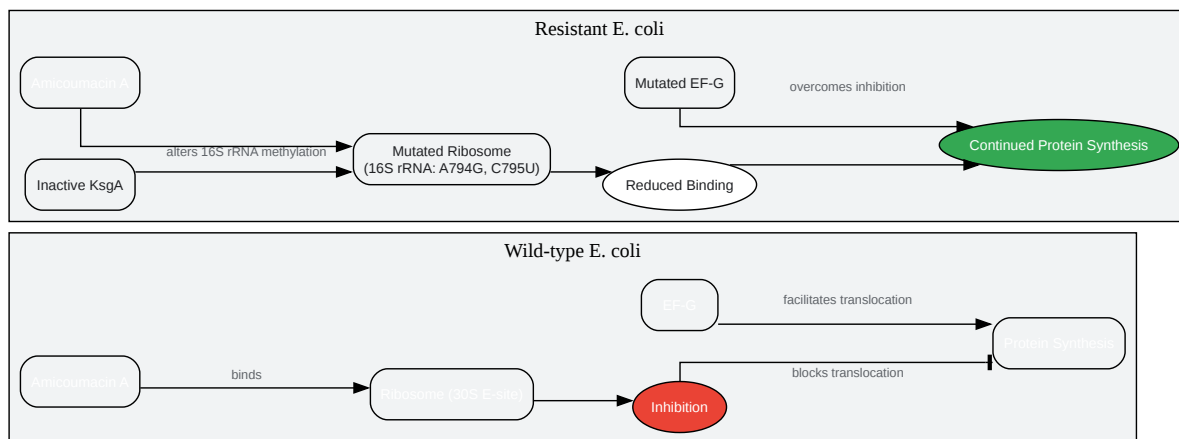 Resistant E. coli
Amicoumacin A
Mutated EF-G
overcomes inhibition
Continued Protein Synthesis
alters 16S rRNA methylation
Mutated Ribosome
(16S rRNA: A794G, C795U)
Inactive KsgA
Reduced Binding
Wild-type E. coli
EF-G
facilitates translocation
Protein Synthesis
Amicoumacin A
binds
Ribosome (30S E-site)
Inhibition
blocks translocation